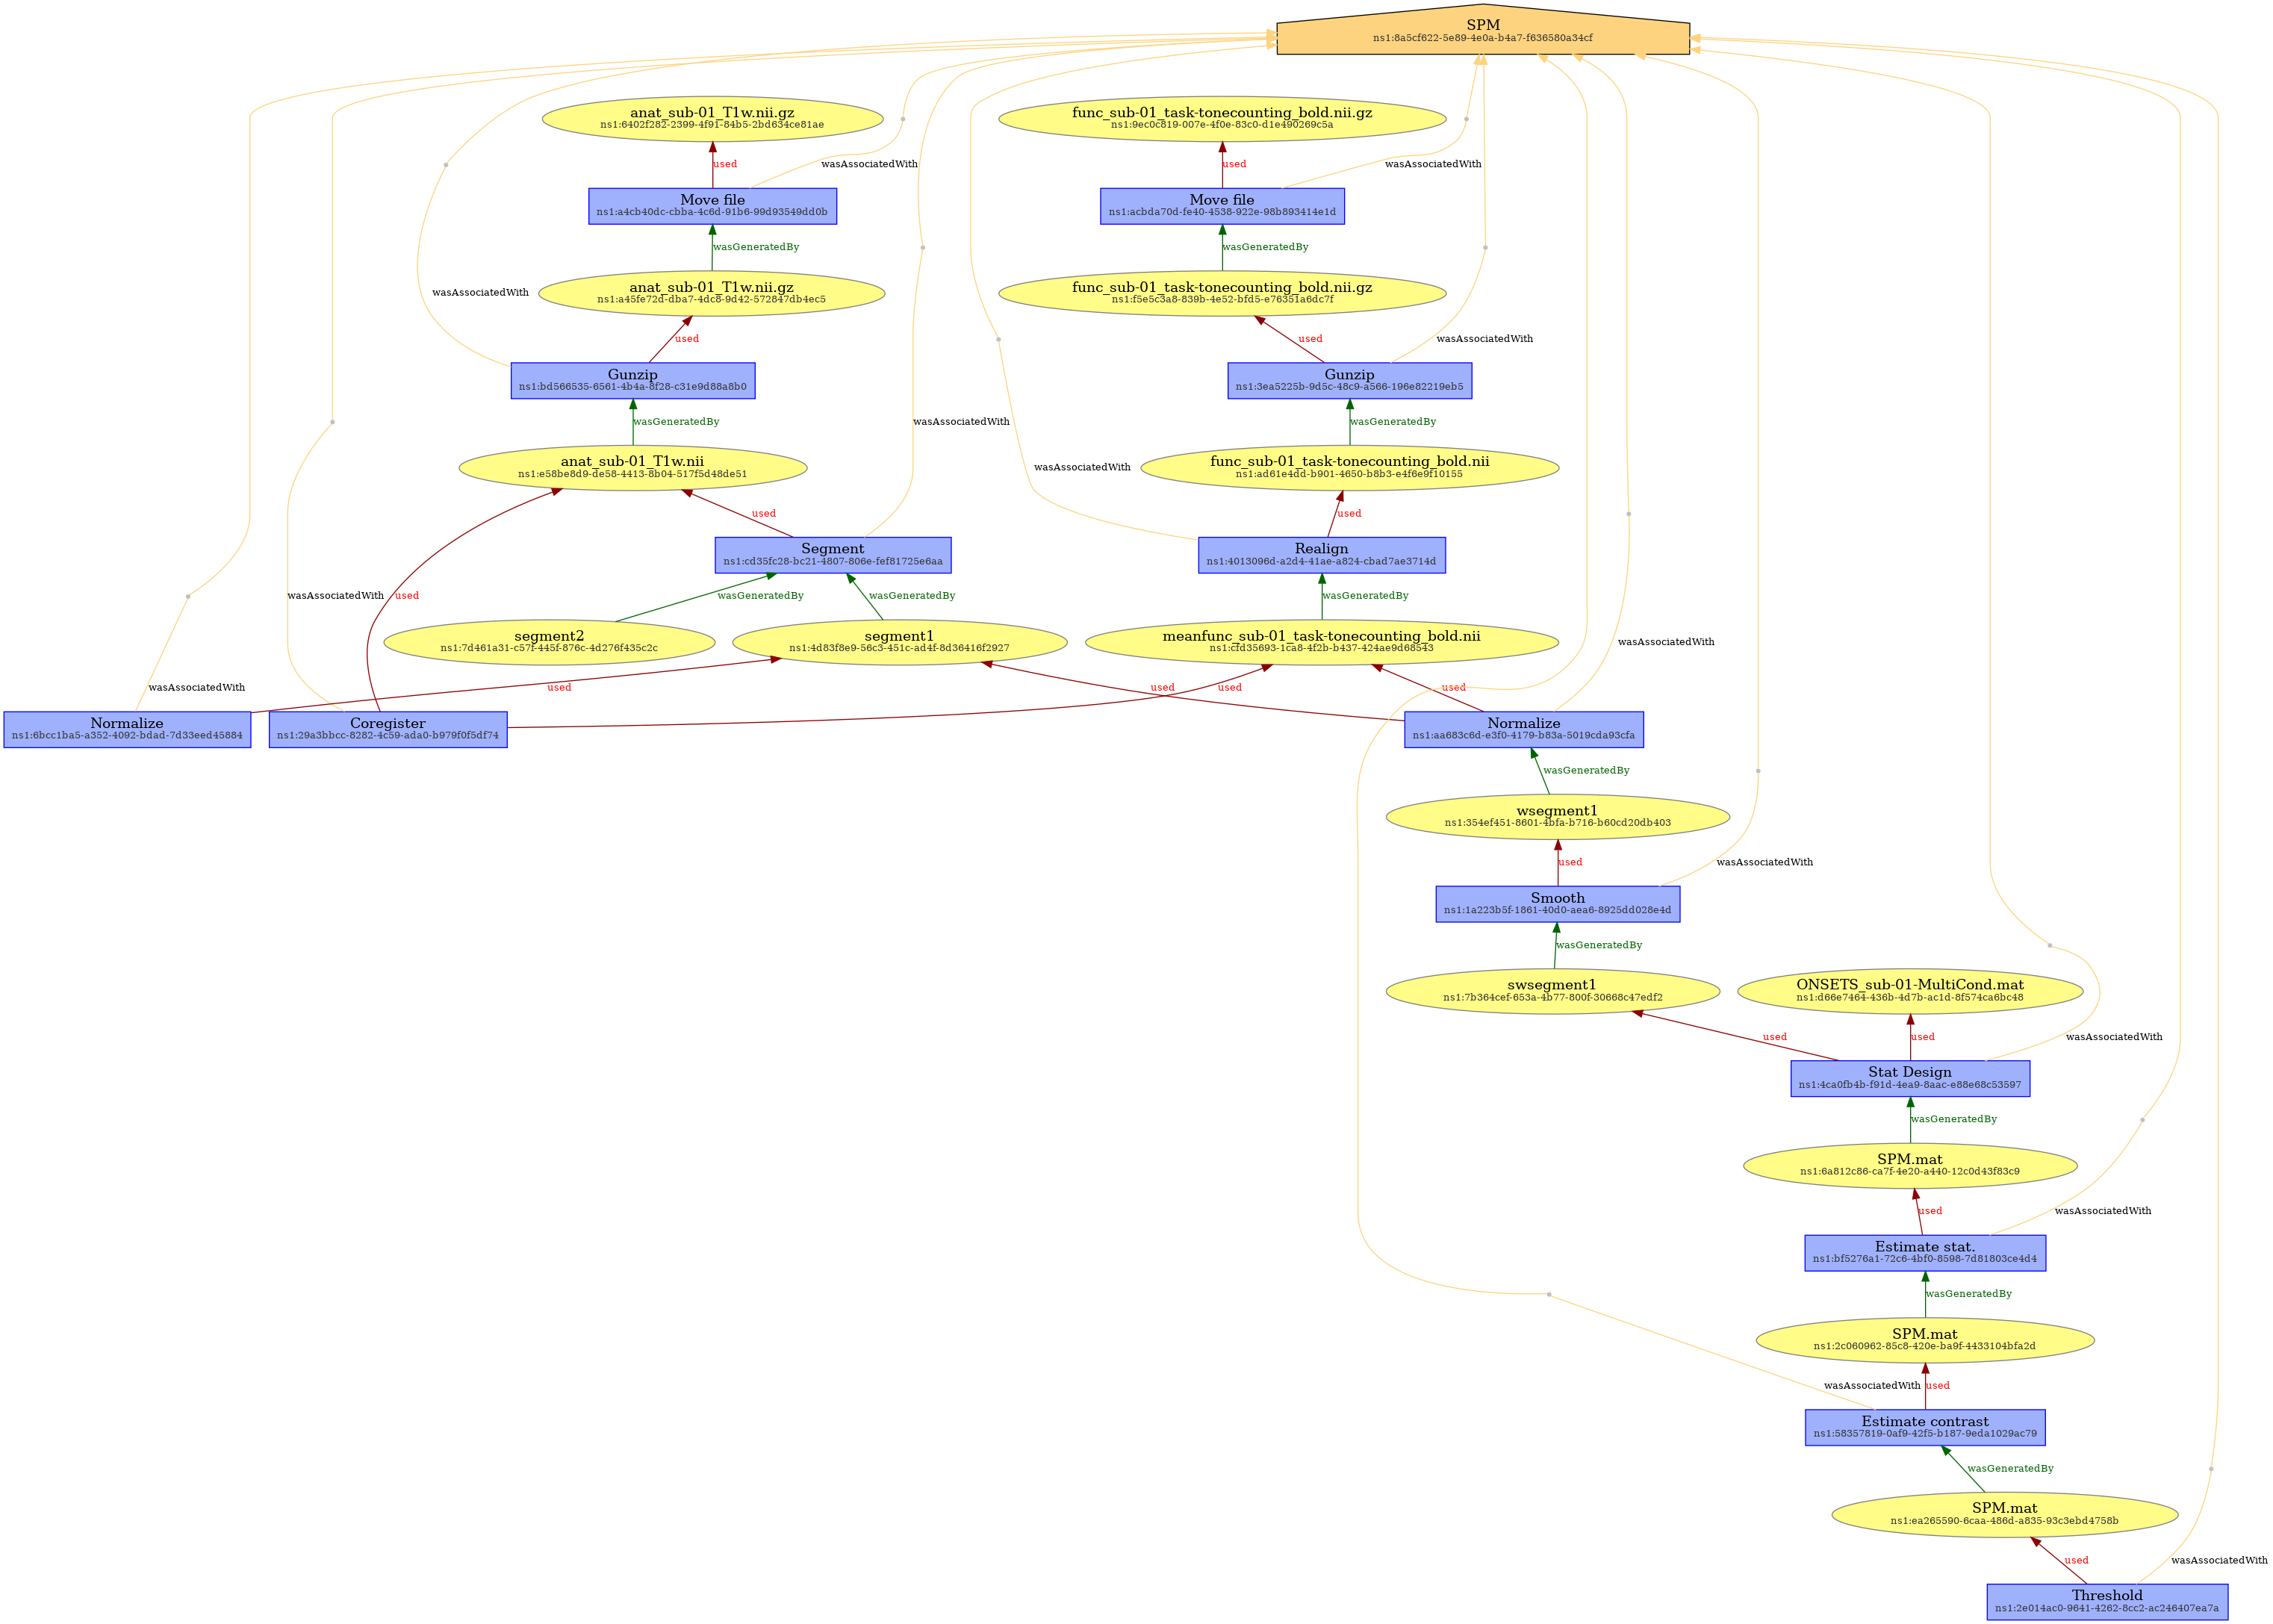 SPM
ns1:8a5cf622-5e89-4e0a-b4a7-f636580a34cf
anat_sub-01_T1w.nii.gz
ns1:6402f282-2399-4f91-84b5-2bd634ce81ae
func_sub-01_task-tonecounting_bold.nii.gz
ns1:9ec0c819-007e-4f0e-83c0-d1e490269c5a
used
wasAssociatedWith
used
wasAssociatedWith
Move file
ns1:a4cb40dc-cbba-4c6d-91b6-99d93549dd0b
Move file
ns1:acbda70d-fe40-4538-922e-98b893414e1d
wasGeneratedBy
wasGeneratedBy
wasAssociatedWith
anat_sub-01_T1w.nii.gz
ns1:a45fe72d-dba7-4dc8-9d42-572847db4ec5
func_sub-01_task-tonecounting_bold.nii.gz
ns1:f5e5c3a8-839b-4e52-bfd5-e76351a6dc7f
used
used
wasAssociatedWith
Gunzip
ns1:bd566535-6561-4b4a-8f28-c31e9d88a8b0
Gunzip
ns1:3ea5225b-9d5c-48c9-a566-196e82219eb5
wasGeneratedBy
wasAssociatedWith
wasGeneratedBy
anat_sub-01_T1w.nii
ns1:e58be8d9-de58-4413-8b04-517f5d48de51
wasAssociatedWith
func_sub-01_task-tonecounting_bold.nii
ns1:ad61e4dd-b901-4650-b8b3-e4f6e9f10155
used
used
Segment
ns1:cd35fc28-bc21-4807-806e-fef81725e6aa
Realign
ns1:4013096d-a2d4-41ae-a824-cbad7ae3714d
wasAssociatedWith
used
wasGeneratedBy
wasGeneratedBy
wasGeneratedBy
segment2
ns1:7d461a31-c57f-445f-876c-4d276f435c2c
segment1
ns1:4d83f8e9-56c3-451c-ad4f-8d36416f2927
meanfunc_sub-01_task-tonecounting_bold.nii
ns1:cfd35693-1ca8-4f2b-b437-424ae9d68543
wasAssociatedWith
wasAssociatedWith
used
used
used
used
Normalize
ns1:6bcc1ba5-a352-4092-bdad-7d33eed45884
Coregister
ns1:29a3bbcc-8282-4c59-ada0-b979f0f5df74
Normalize
ns1:aa683c6d-e3f0-4179-b83a-5019cda93cfa
wasGeneratedBy
wsegment1
ns1:354ef451-8601-4bfa-b716-b60cd20db403
used
wasAssociatedWith
Smooth
ns1:1a223b5f-1861-40d0-aea6-8925dd028e4d
wasGeneratedBy
swsegment1
ns1:7b364cef-653a-4b77-800f-30668c47edf2
ONSETS_sub-01-MultiCond.mat
ns1:d66e7464-436b-4d7b-ac1d-8f574ca6bc48
used
used
wasAssociatedWith
Stat Design
ns1:4ca0fb4b-f91d-4ea9-8aac-e88e68c53597
wasGeneratedBy
SPM.mat
ns1:6a812c86-ca7f-4e20-a440-12c0d43f83c9
used
wasAssociatedWith
Estimate stat.
ns1:bf5276a1-72c6-4bf0-8598-7d81803ce4d4
wasGeneratedBy
SPM.mat
ns1:2c060962-85c8-420e-ba9f-4433104bfa2d
wasAssociatedWith
used
Estimate contrast
ns1:58357819-0af9-42f5-b187-9eda1029ac79
wasGeneratedBy
SPM.mat
ns1:ea265590-6caa-486d-a835-93c3ebd4758b
used
wasAssociatedWith
Threshold
ns1:2e014ac0-9641-4262-8cc2-ac246407ea7a